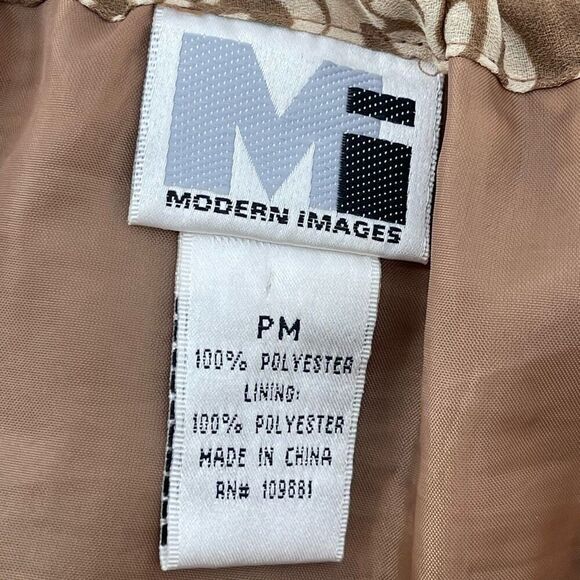 Mi
MODERN IMAGES
PM
100% POLYESTER
LINING:
100% POLYESTER
MADE IN CHINA
RN# 109881